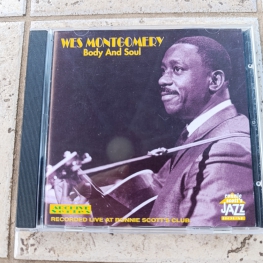 WES MONTGOMERY
Body And Soul
JAZZ
RECORDED LIVE AT RONNIE SCOTT'S CLUB